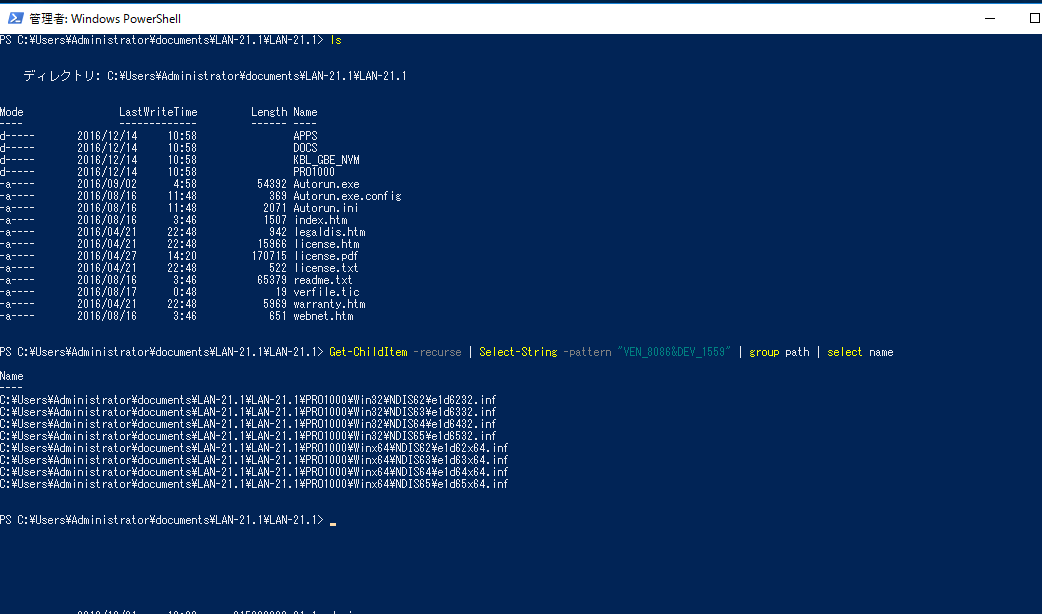 管理者: Windows PowerShell
PS C:¥Users¥Administrator¥documents¥LAN-21.1¥LAN-21.1> ls
ディレクトリ: C:¥Users¥Administrator¥documents¥LAN-21.1¥LAN-21.1
Mode LastWriteTime Length Name
---- ------------- ------ ----
d----- 2016/12/14 10:58 APPS
d----- 2016/12/14 10:58 DOCS
d----- 2016/12/14 10:58 KBL_GBE_NVM
d----- 2016/12/14 10:58 PRO1000
-a---- 2016/09/02 4:58 54392 Autorun.exe
-a---- 2016/08/16 11:48 369 Autorun.exe.config
-a---- 2016/08/16 11:48 2071 Autorun.ini
-a---- 2016/08/16 3:46 1507 index.htm
-a---- 2016/04/21 22:48 942 legaldis.htm
-a---- 2016/04/21 22:48 15966 license.htm
-a---- 2016/04/27 14:20 170715 license.pdf
-a---- 2016/04/21 22:48 522 license.txt
-a---- 2016/08/16 3:46 65379 readme.txt
-a---- 2016/08/17 0:48 19 verfile.tic
-a---- 2016/04/21 22:48 5969 warranty.htm
-a---- 2016/08/16 3:46 651 webnet.htm
PS C:¥Users¥Administrator¥documents¥LAN-21.1¥LAN-21.1> Get-ChildItem -recurse | Select-String -pattern "VEN_8086&DEV_1559" | group path | select name
Name
----
C:¥Users¥Administrator¥documents¥LAN-21.1¥LAN-21.1¥PRO1000¥Win32¥NDIS62¥e1d6232.inf
C:¥Users¥Administrator¥documents¥LAN-21.1¥LAN-21.1¥PRO1000¥Win32¥NDIS63¥e1d6332.inf
C:¥Users¥Administrator¥documents¥LAN-21.1¥LAN-21.1¥PRO1000¥Win32¥NDIS64¥e1d6432.inf
C:¥Users¥Administrator¥documents¥LAN-21.1¥LAN-21.1¥PRO1000¥Win32¥NDIS65¥e1d6532.inf
C:¥Users¥Administrator¥documents¥LAN-21.1¥LAN-21.1¥PRO1000¥Winx64¥NDIS62¥e1d62x64.inf
C:¥Users¥Administrator¥documents¥LAN-21.1¥LAN-21.1¥PRO1000¥Winx64¥NDIS63¥e1d63x64.inf
C:¥Users¥Administrator¥documents¥LAN-21.1¥LAN-21.1¥PRO1000¥Winx64¥NDIS64¥e1d64x64.inf
C:¥Users¥Administrator¥documents¥LAN-21.1¥LAN-21.1¥PRO1000¥Winx64¥NDIS65¥e1d65x64.inf
PS C:¥Users¥Administrator¥documents¥LAN-21.1¥LAN-21.1>